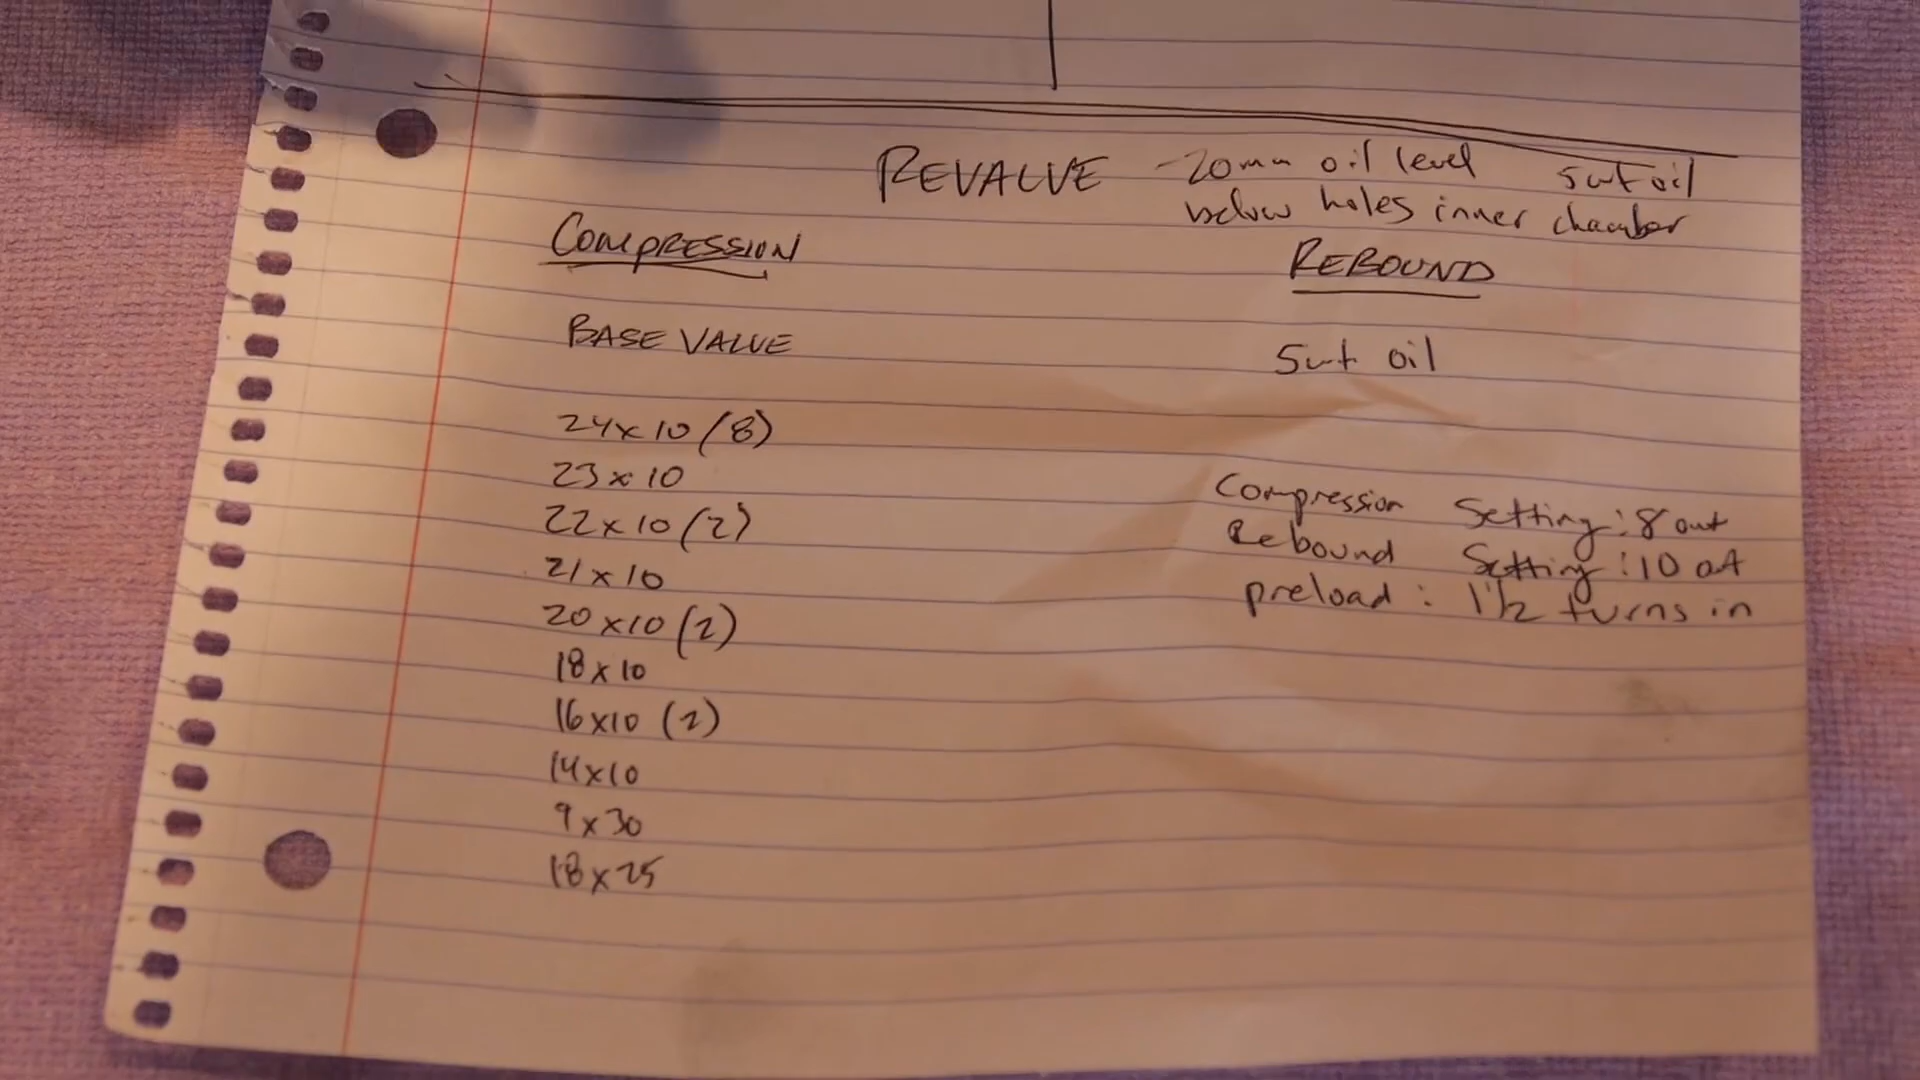 REVALVE -20mm oil level 5wt oil
below holes inner chamber
COMPRESSION
REBOUND
BASE VALVE
5wt oil
24x10 (8)
23x10
22x10 (2)
21x10
20x10 (2)
18x10
16x10 (2)
14x10
9x30
18x25
Compression Setting: 8 out
Rebound Setting: 10 out
preload: 1 1/2 turns in